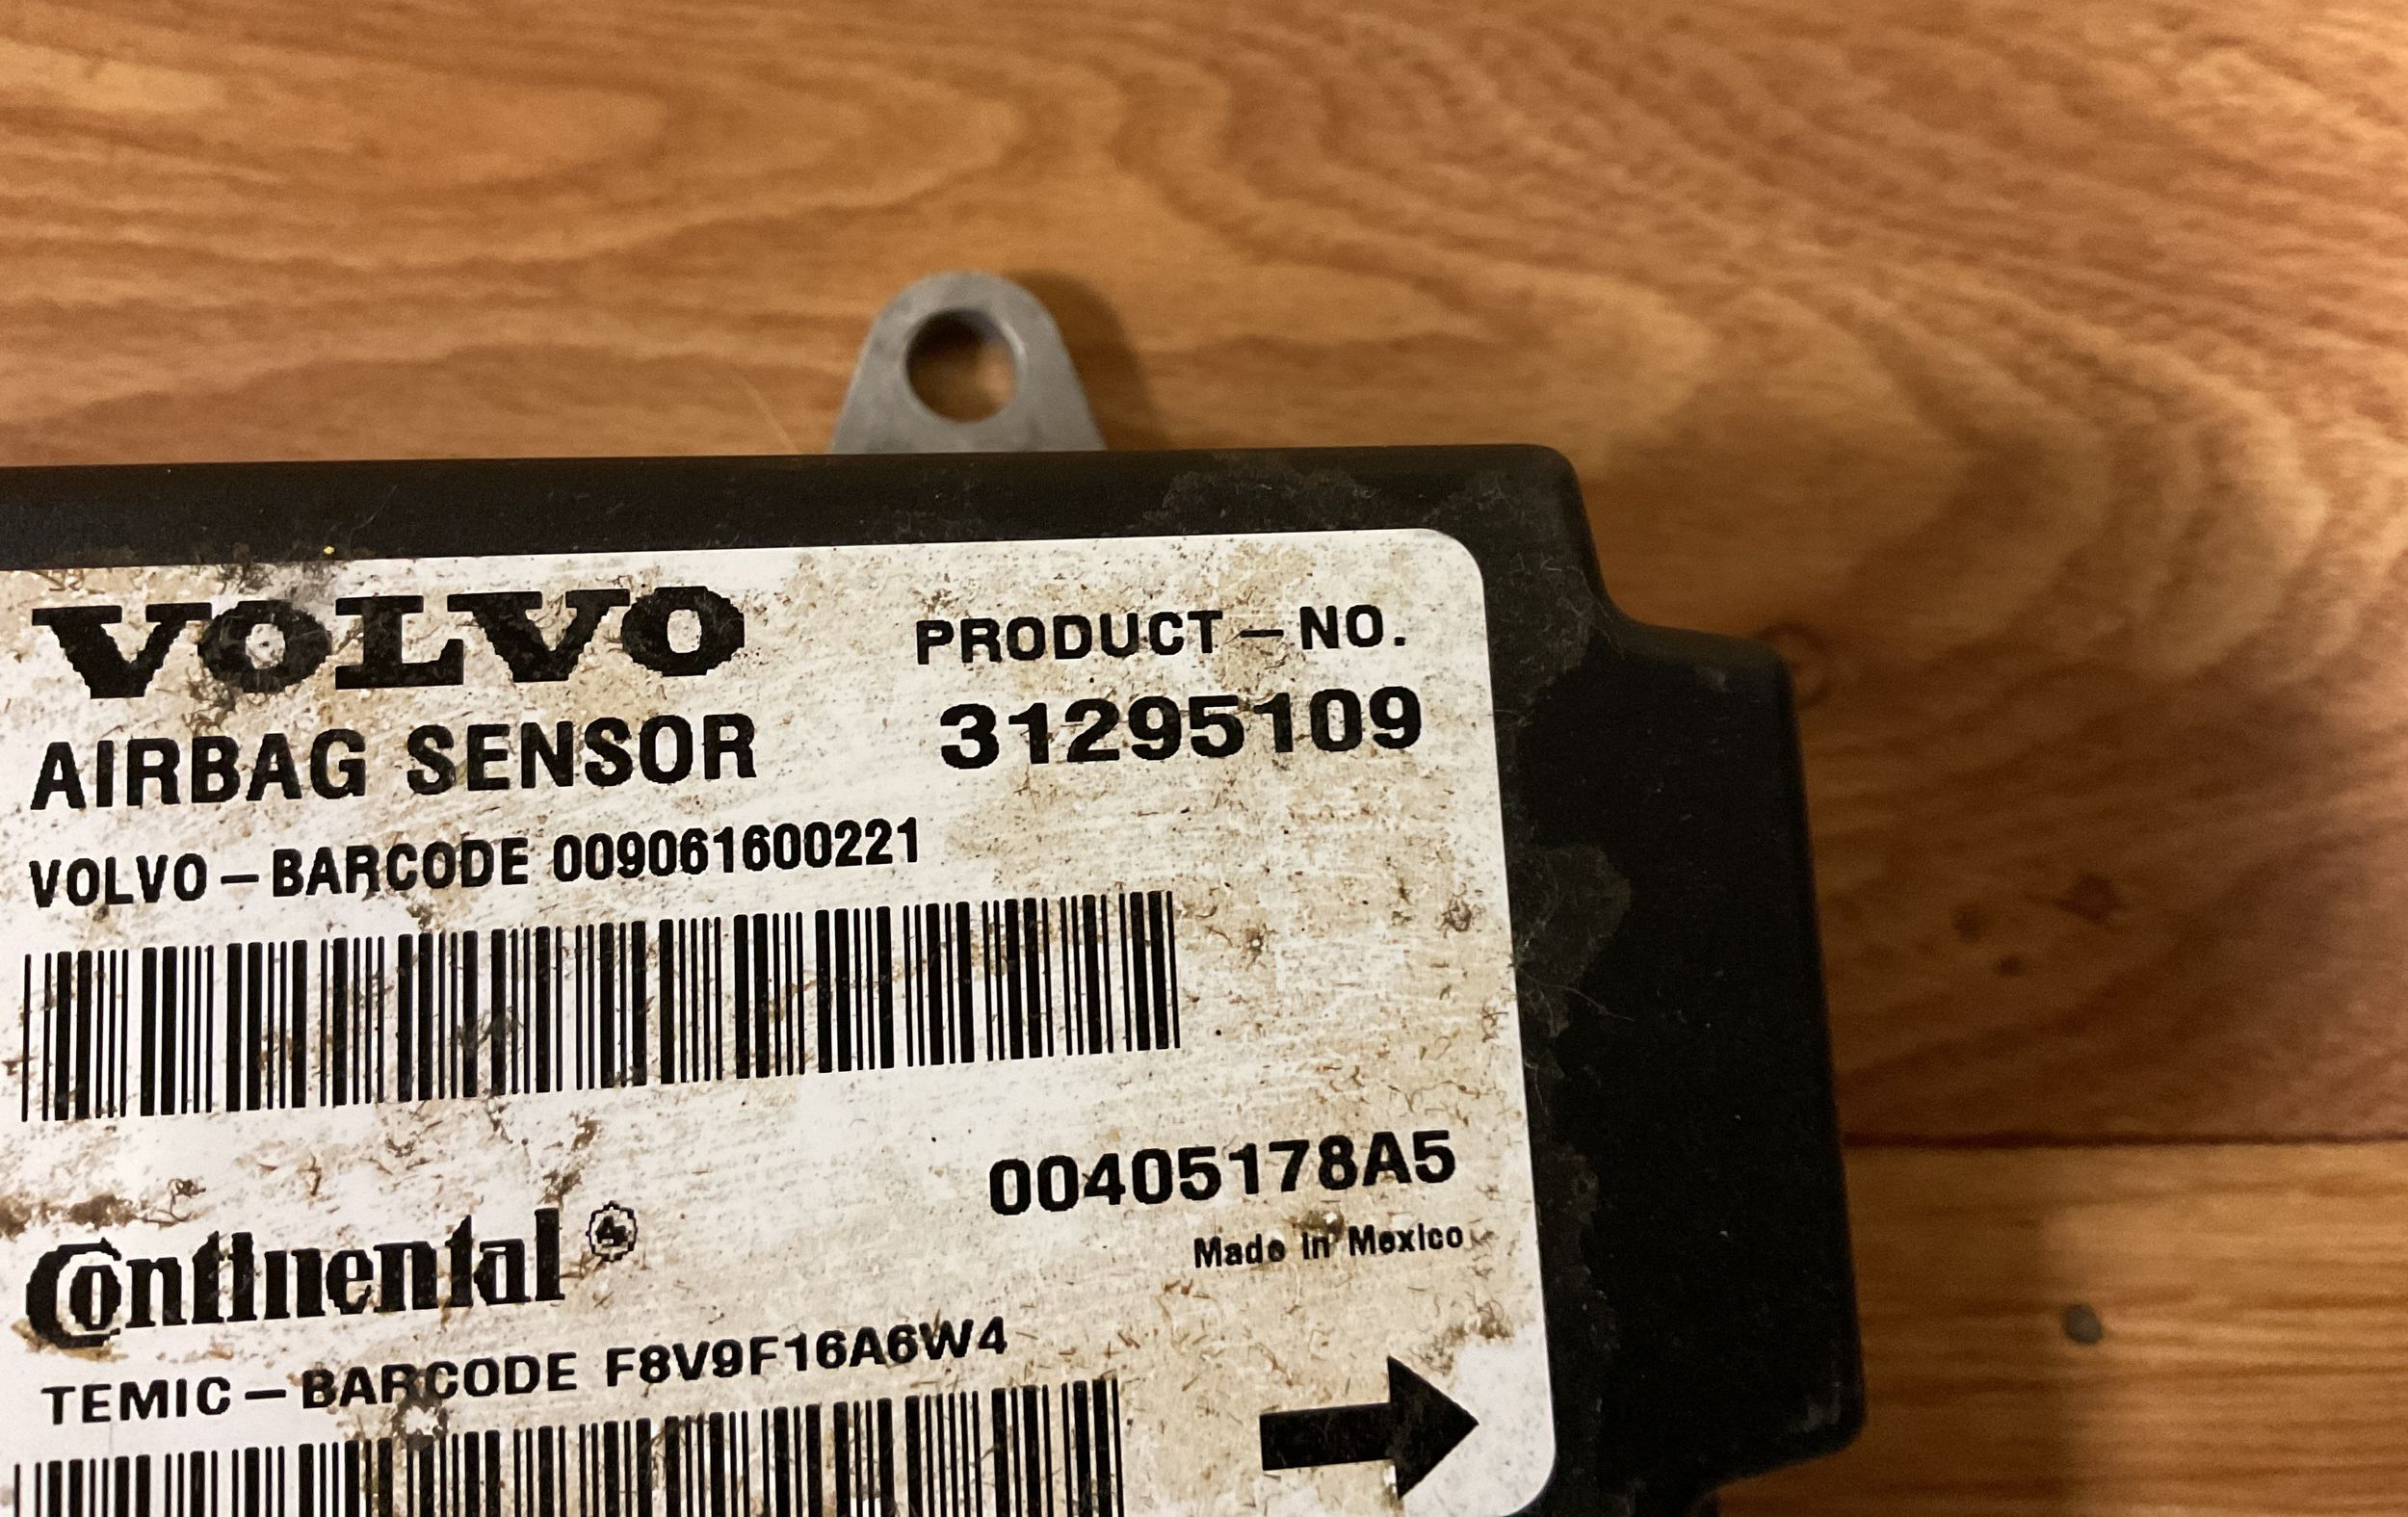 VOLVO
PRODUCT-NO.
AIRBAG SENSOR
31295109
VOLVO-BARCODE 009061600221
00405178A5
Made in Mexico
Continental
TEMIC-BARCODE F8V9F16A6W4